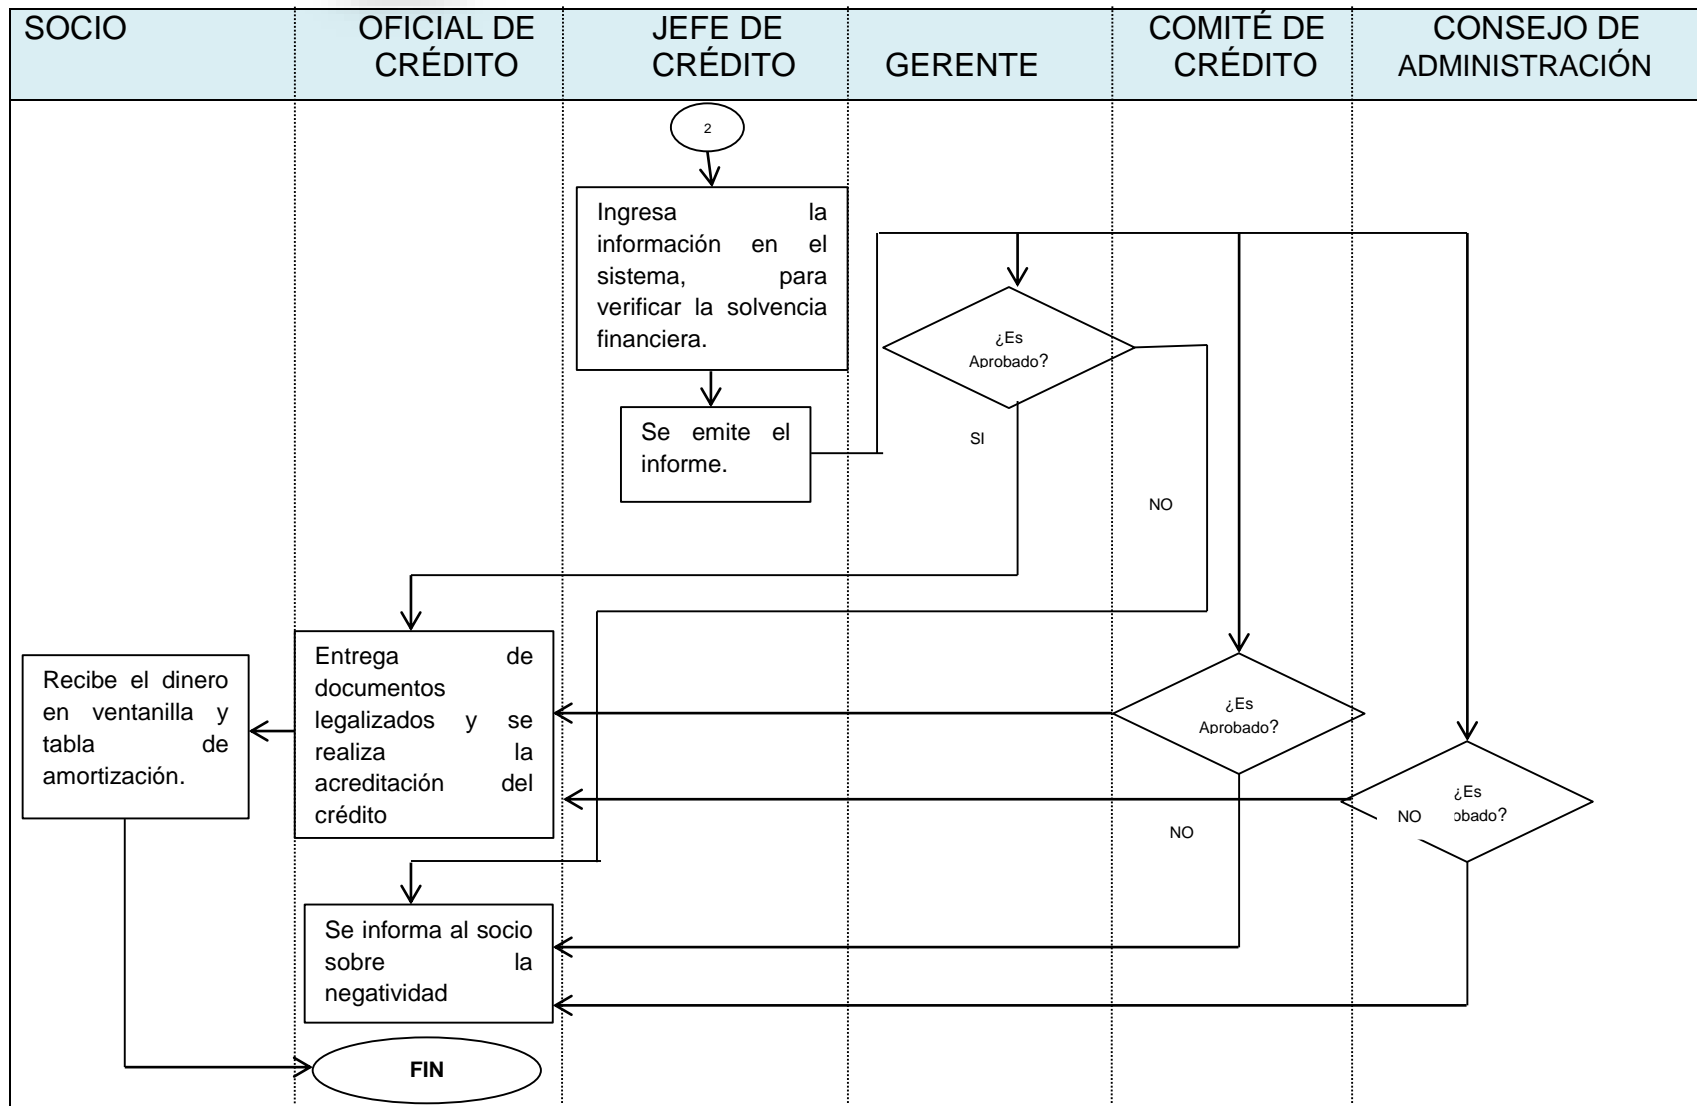 SOCIO
OFICIAL DE
CRÉDITO
JEFE DE
CRÉDITO
GERENTE
COMITÉ DE
CRÉDITO
CONSEJO DE
ADMINISTRACIÓN
2
Ingresa la
información en el
sistema, para
verificar la solvencia
financiera.
¿Es
Aprobado?
Se emite el
informe.
SI
NO
Entrega de
documentos
legalizados y se
realiza la
acreditación del
crédito
Recibe el dinero
en ventanilla y
tabla de
amortización.
¿Es
Aprobado?
NO
¿Es
obado?
NO
Se informa al socio
sobre la
negatividad
FIN